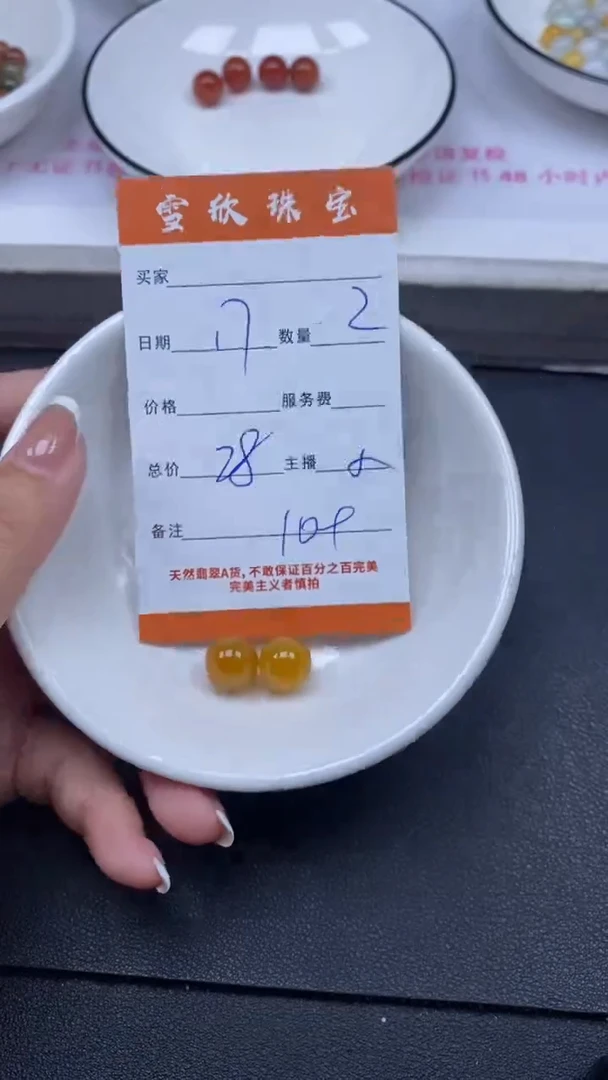 雪欣珠宝
买家
日期 17 数量 2
价格 服务费
总价 28 主播
备注 109
天然翡翠A货,不敢保证百分之百完美
完美主义者慎拍